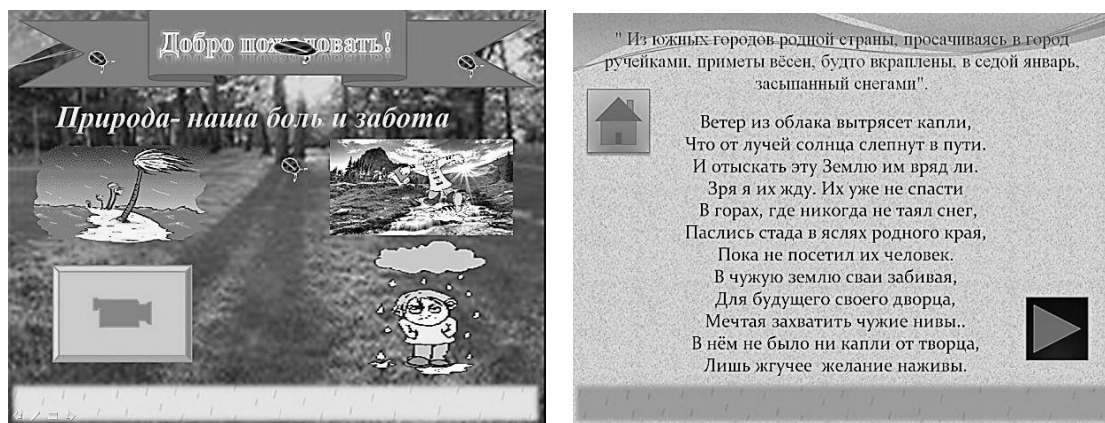 Добро пожаловать!
Природа- наша боль и забота
" Из южных городов родной страны, просачиваясь в город
ручейками, приметы вёсен, будто вкраплены, в седой январь,
засыпанный снегами".
Ветер из облака вытрясет капли,
Что от лучей солнца слепнут в пути.
И отыскать эту Землю им вряд ли.
Зря я их жду. Их уже не спасти
В горах, где никогда не таял снег,
Паслись стада в яслях родного края,
Пока не посетил их человек.
В чужую землю сваи забивая,
Для будущего своего дворца,
Мечтая захватить чужие нивы..
В нём не было ни капли от творца,
Лишь жгучее желание наживы.